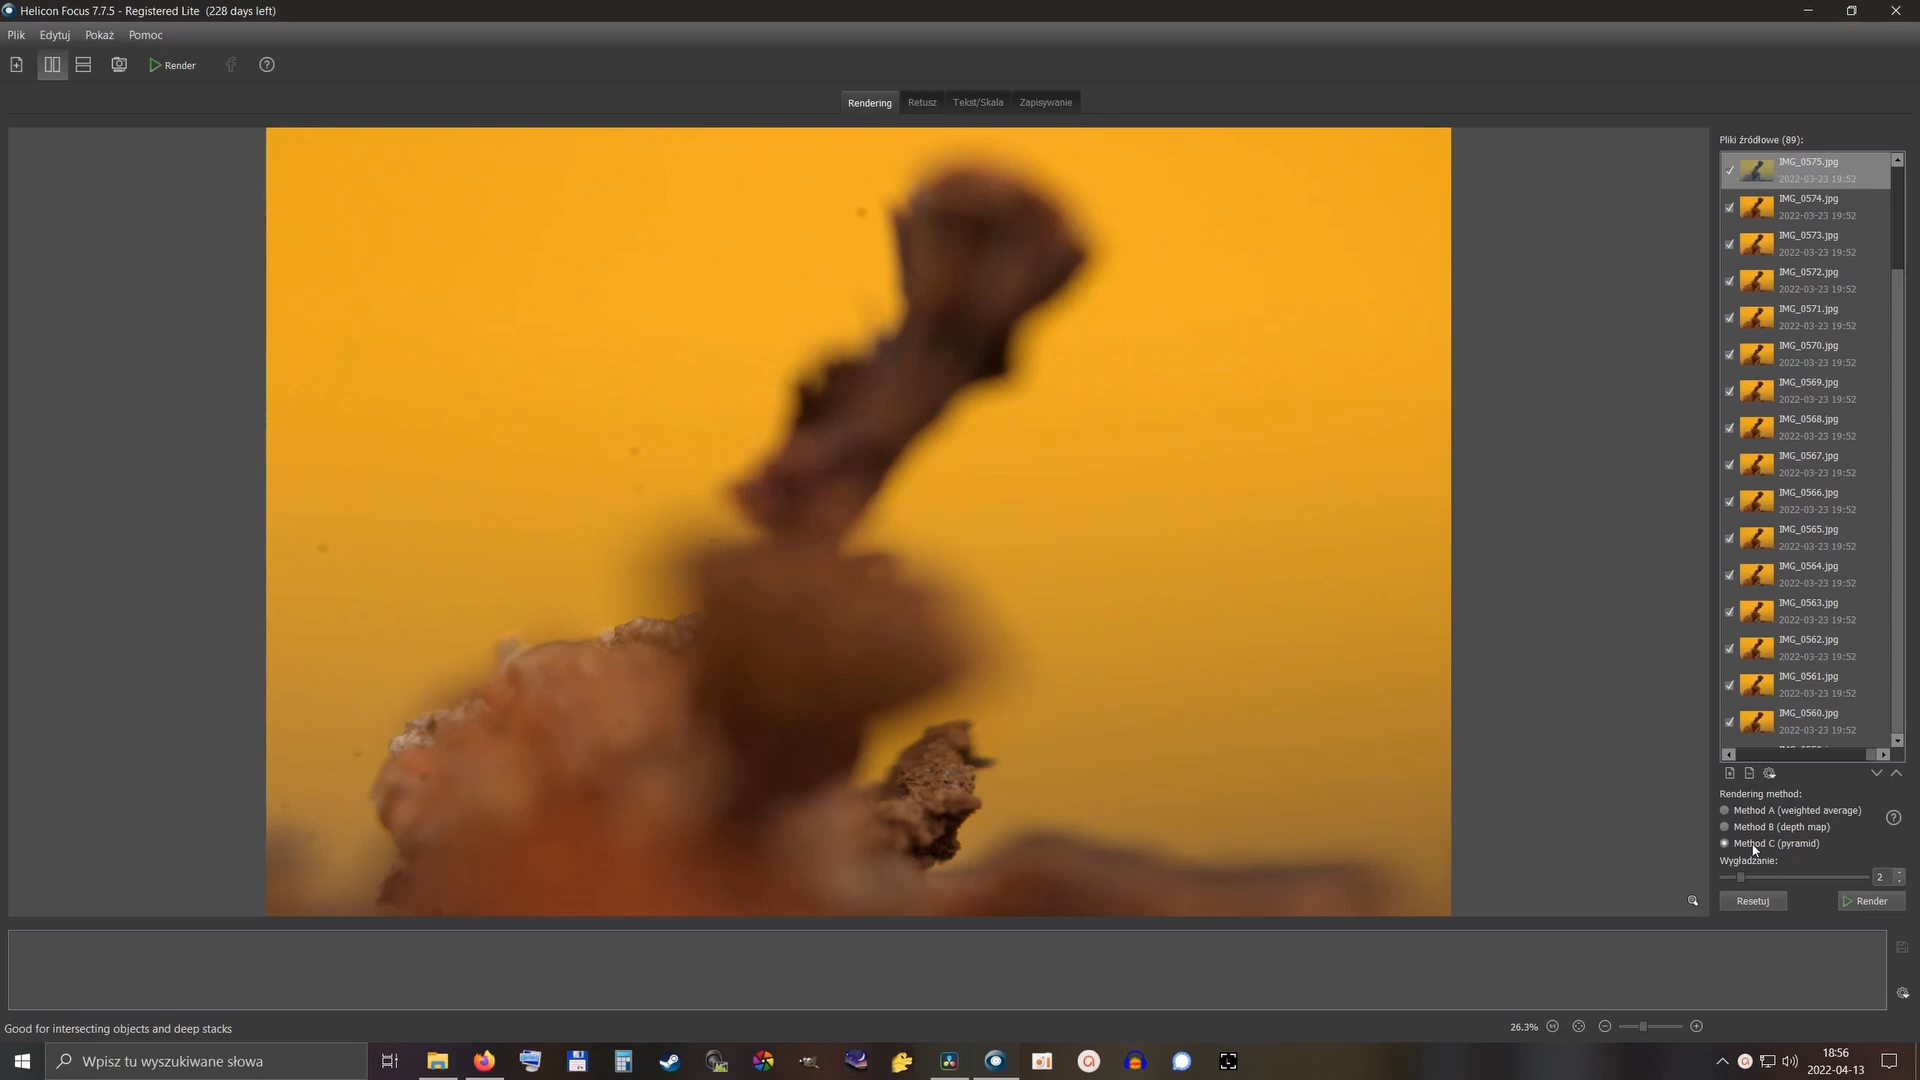 Helicon Focus 7.7.5 - Registered Lite (228 days left)
Plik Edytuj Pokaż Pomoc
Render
Rendering Retusz Tekst/Skala Zapisywanie
Pliki źródłowe (89):
IMG_0575.jpg
2022-03-23 19:52
IMG_0574.jpg
2022-03-23 19:52
IMG_0573.jpg
2022-03-23 19:52
IMG_0572.jpg
2022-03-23 19:52
IMG_0571.jpg
2022-03-23 19:52
IMG_0570.jpg
2022-03-23 19:52
IMG_0569.jpg
2022-03-23 19:52
IMG_0568.jpg
2022-03-23 19:52
IMG_0567.jpg
2022-03-23 19:52
IMG_0566.jpg
2022-03-23 19:52
IMG_0565.jpg
2022-03-23 19:52
IMG_0564.jpg
2022-03-23 19:52
IMG_0563.jpg
2022-03-23 19:52
IMG_0562.jpg
2022-03-23 19:52
IMG_0561.jpg
2022-03-23 19:52
IMG_0560.jpg
2022-03-23 19:52
Rendering method:
Method A (weighted average)
Method B (depth map)
Method C (pyramid)
Wygładzanie:
2
Resetuj Render
Good for intersecting objects and deep stacks
26.3%
Wpisz tu wyszukiwane słowa
18:56
2022-04-13